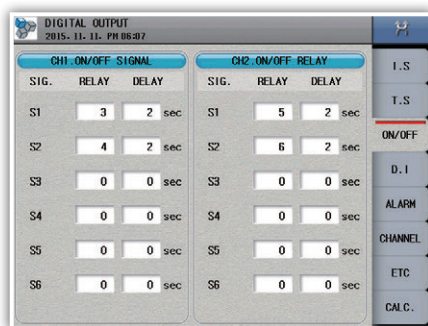 DIGITAL OUTPUT
2015. 11. 11. PM 06:07
CH1.ON/OFF SIGNAL
SIG. RELAY DELAY
S1 3 2 sec
S2 4 2 sec
S3 0 0 sec
S4 0 0 sec
S5 0 0 sec
S6 0 0 sec
CH2.ON/OFF RELAY
SIG. RELAY DELAY
S1 5 2 sec
S2 6 2 sec
S3 0 0 sec
S4 0 0 sec
S5 0 0 sec
S6 0 0 sec
I.S
T.S
ON/OFF
D.I
ALARM
CHANNEL
ETC
CALC.